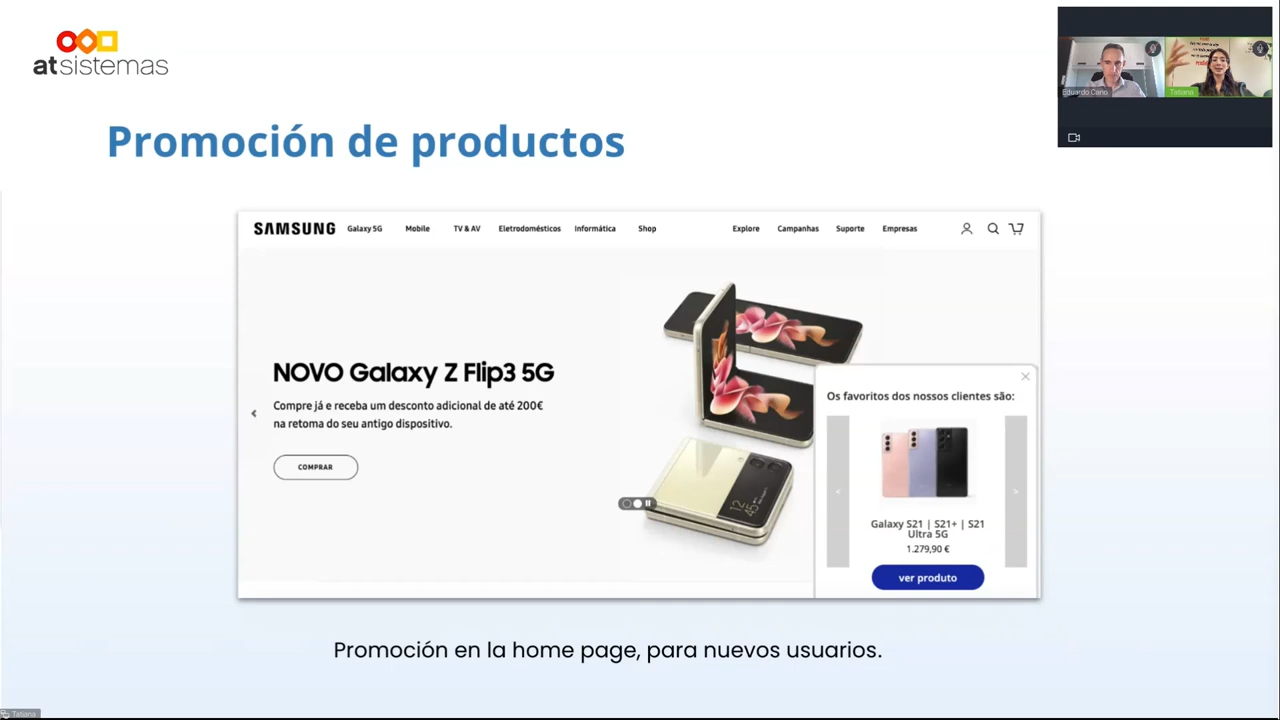 atsistemas
Eduardo Cano
Tatiana
Promoción de productos
SAMSUNG
Galaxy 5G
Mobile
TV & AV
Eletrodomésticos
Informática
Shop
Explore
Campanhas
Suporte
Empresas
NOVO Galaxy Z Flip3 5G
Compre já e receba um desconto adicional de até 200€
na retoma do seu antigo dispositivo.
COMPRAR
12
45
Os favoritos dos nossos clientes são:
<
>
Galaxy S21 | S21+ | S21
Ultra 5G
1.279,90 €
ver produto
Promoción en la home page, para nuevos usuarios.
Tatiana